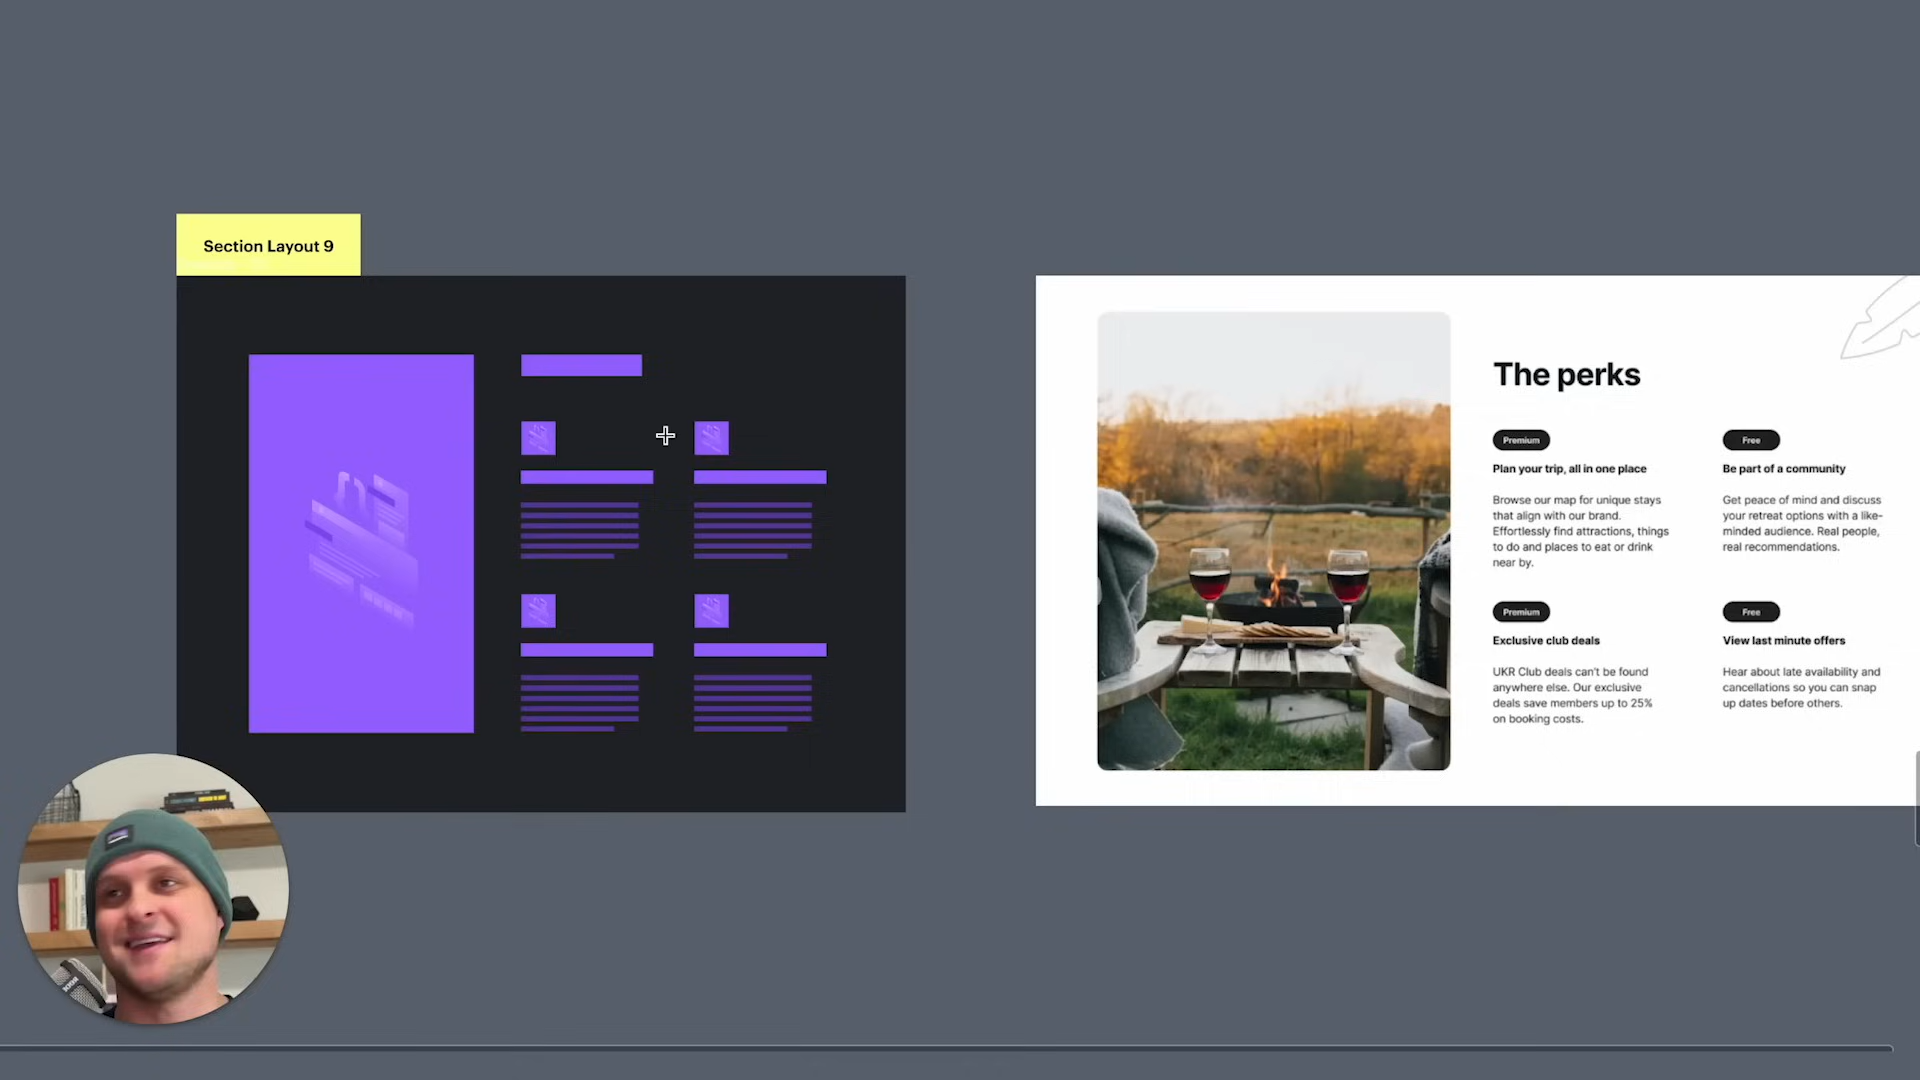 Section Layout 9
The perks
Premium
Plan your trip, all in one place
Browse our map for unique stays
that align with our brand.
Effortlessly find attractions, things
to do and places to eat or drink
near by.
Free
Be part of a community
Get peace of mind and discuss
your retreat options with a like-
minded audience. Real people,
real recommendations.
Premium
Exclusive club deals
UKR Club deals can't be found
anywhere else. Our exclusive
deals save members up to 25%
on booking costs.
Free
View last minute offers
Hear about late availability and
cancellations so you can snap
up dates before others.